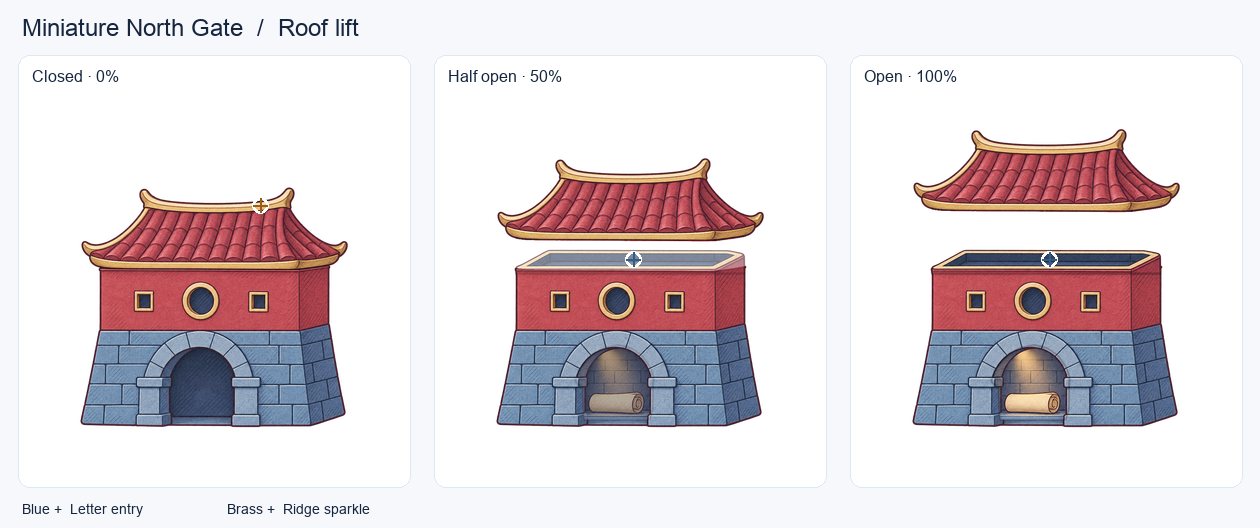 Miniature North Gate / Roof lift
Closed · 0%
Half open · 50%
Open · 100%
Blue + Letter entry
Brass + Ridge sparkle